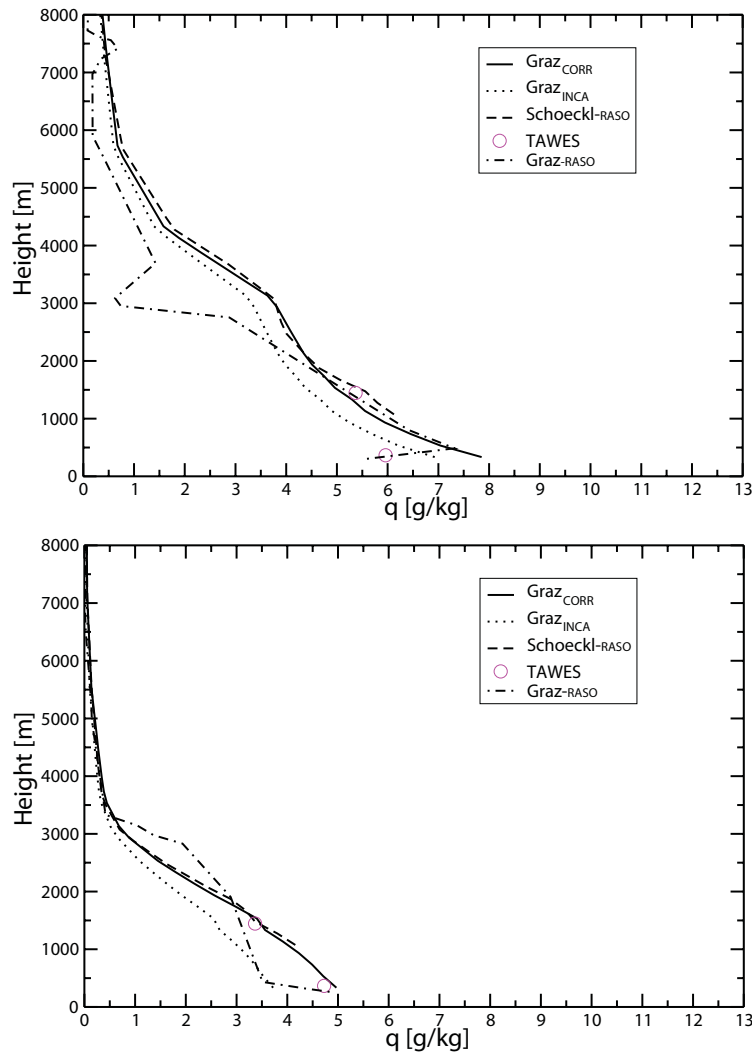 8000
7000
6000
5000
4000
3000
2000
1000
0
Height [m]
0 1 2 3 4 5 6 7 8 9 10 11 12 13
q [g/kg]
GrazCORR
GrazINCA
Schoeckl-RASO
TAWES
Graz-RASO
8000
7000
6000
5000
4000
3000
2000
1000
0
Height [m]
0 1 2 3 4 5 6 7 8 9 10 11 12 13
q [g/kg]
GrazCORR
GrazINCA
Schoeckl-RASO
TAWES
Graz-RASO